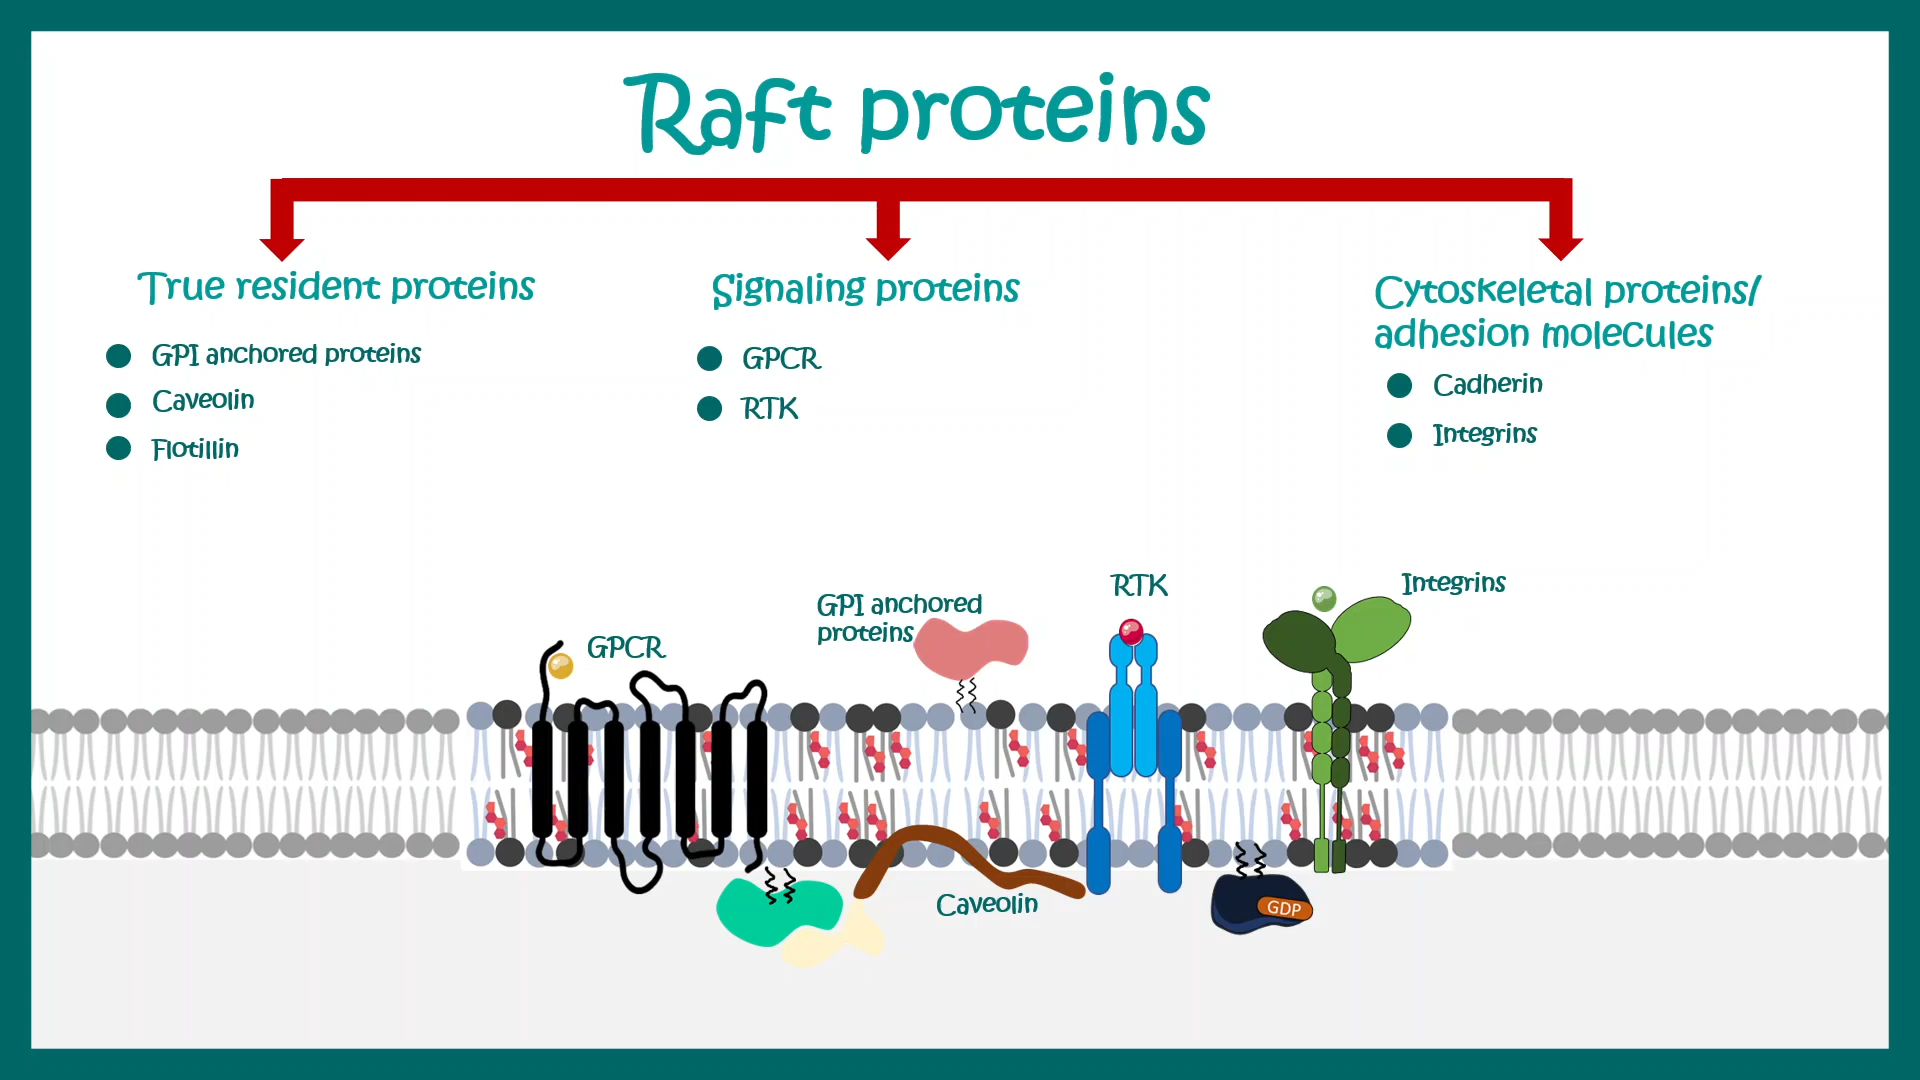 Raft proteins
True resident proteins
GPI anchored proteins
Caveolin
Flotillin
Signaling proteins
GPCR
RTK
Cytoskeletal proteins/
adhesion molecules
Cadherin
Integrins
GPCR
GPI anchored
proteins
RTK
Integrins
Caveolin
GDP